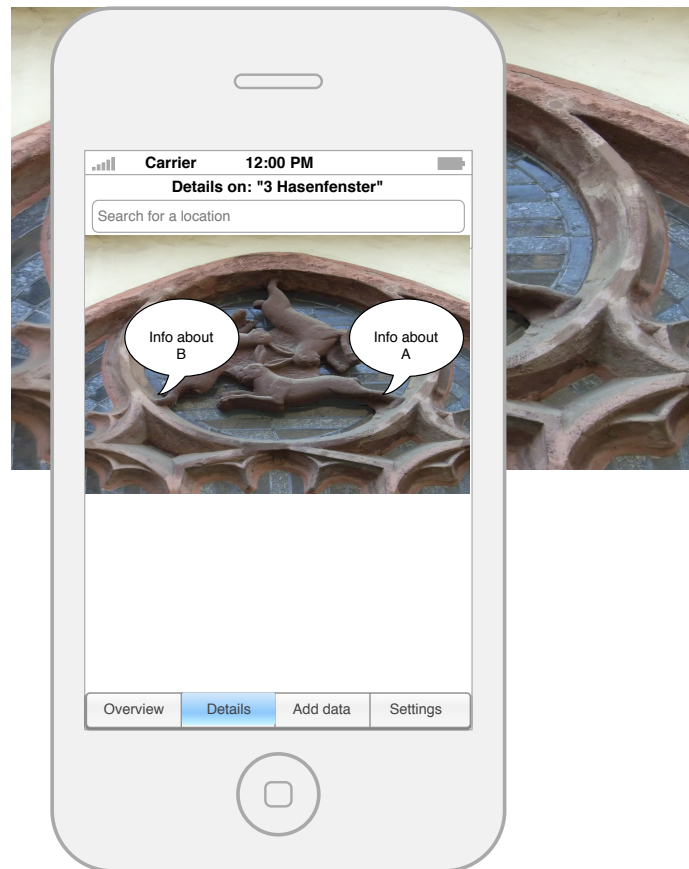 Carrier 12:00 PM
Details on: "3 Hasenfenster"
Search for a location
Info about
B
Info about
A
Overview Details Add data Settings